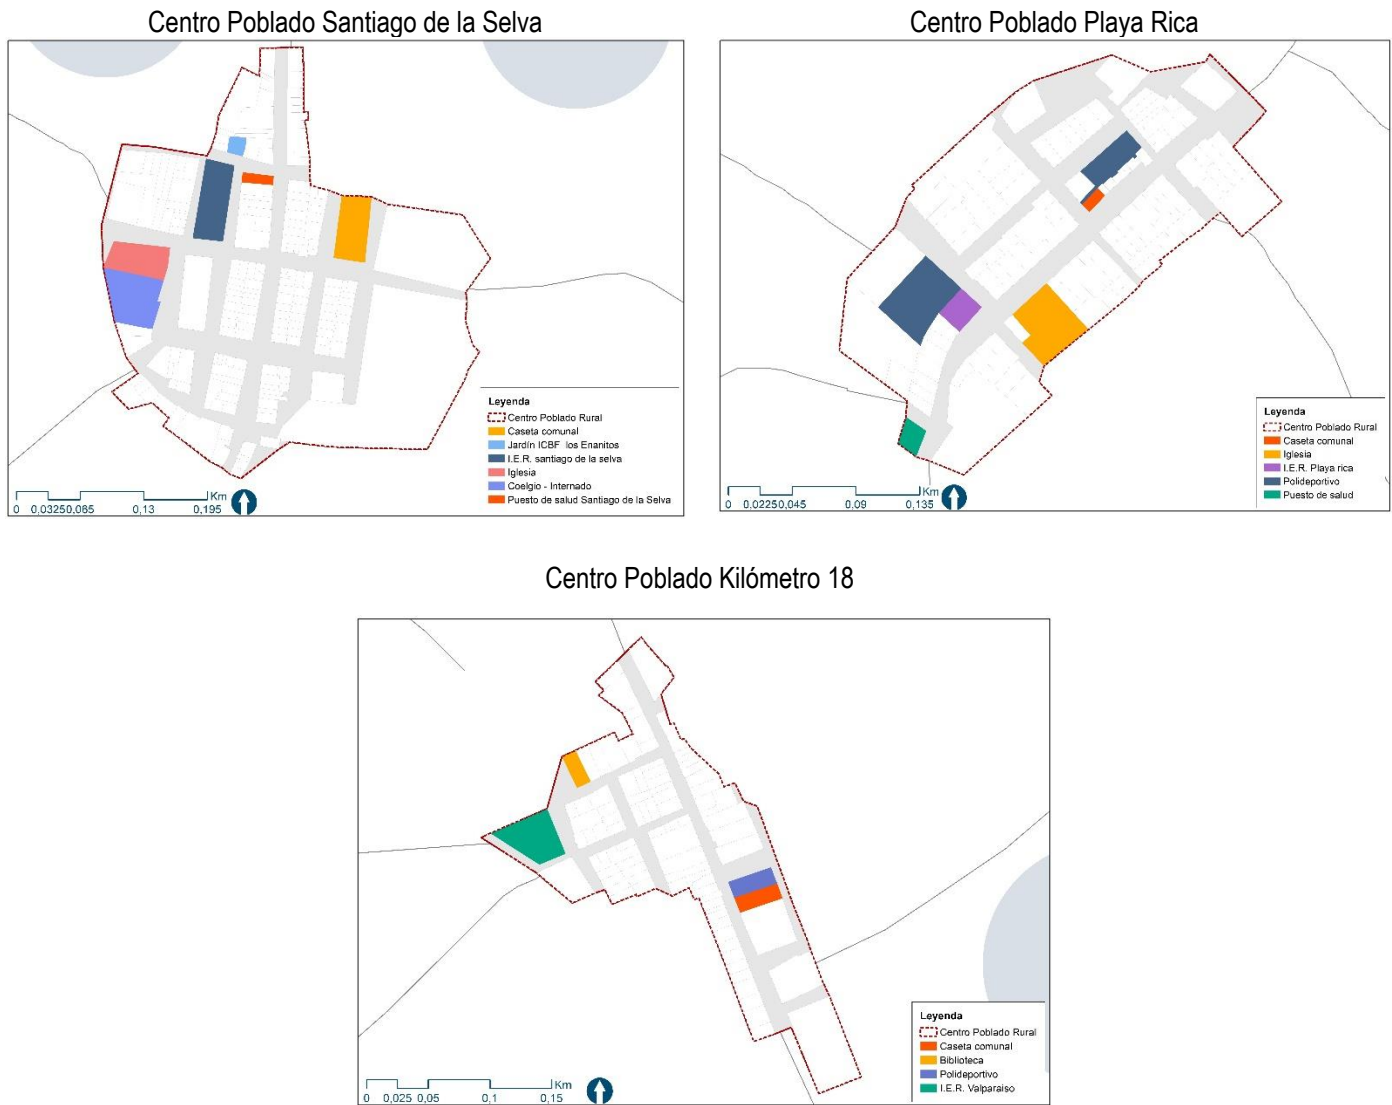 Centro Poblado Santiago de la Selva
Leyenda
Centro Poblado Rural
Caseta comunal
Jardín ICBF los Enanitos
I.E.R. santiago de la selva
Iglesia
Coelgio - Internado
Puesto de salud Santiago de la Selva
Km
0 0,0325 0,065 0,13 0,195
Centro Poblado Playa Rica
Leyenda
Centro Poblado Rural
Caseta comunal
Iglesia
I.E.R. Playa rica
Polideportivo
Puesto de salud
Km
0 0,0225 0,045 0,09 0,135
Centro Poblado Kilómetro 18
Leyenda
Centro Poblado Rural
Caseta comunal
Biblioteca
Polideportivo
I.E.R. Valparaiso
Km
0 0,025 0,05 0,1 0,15